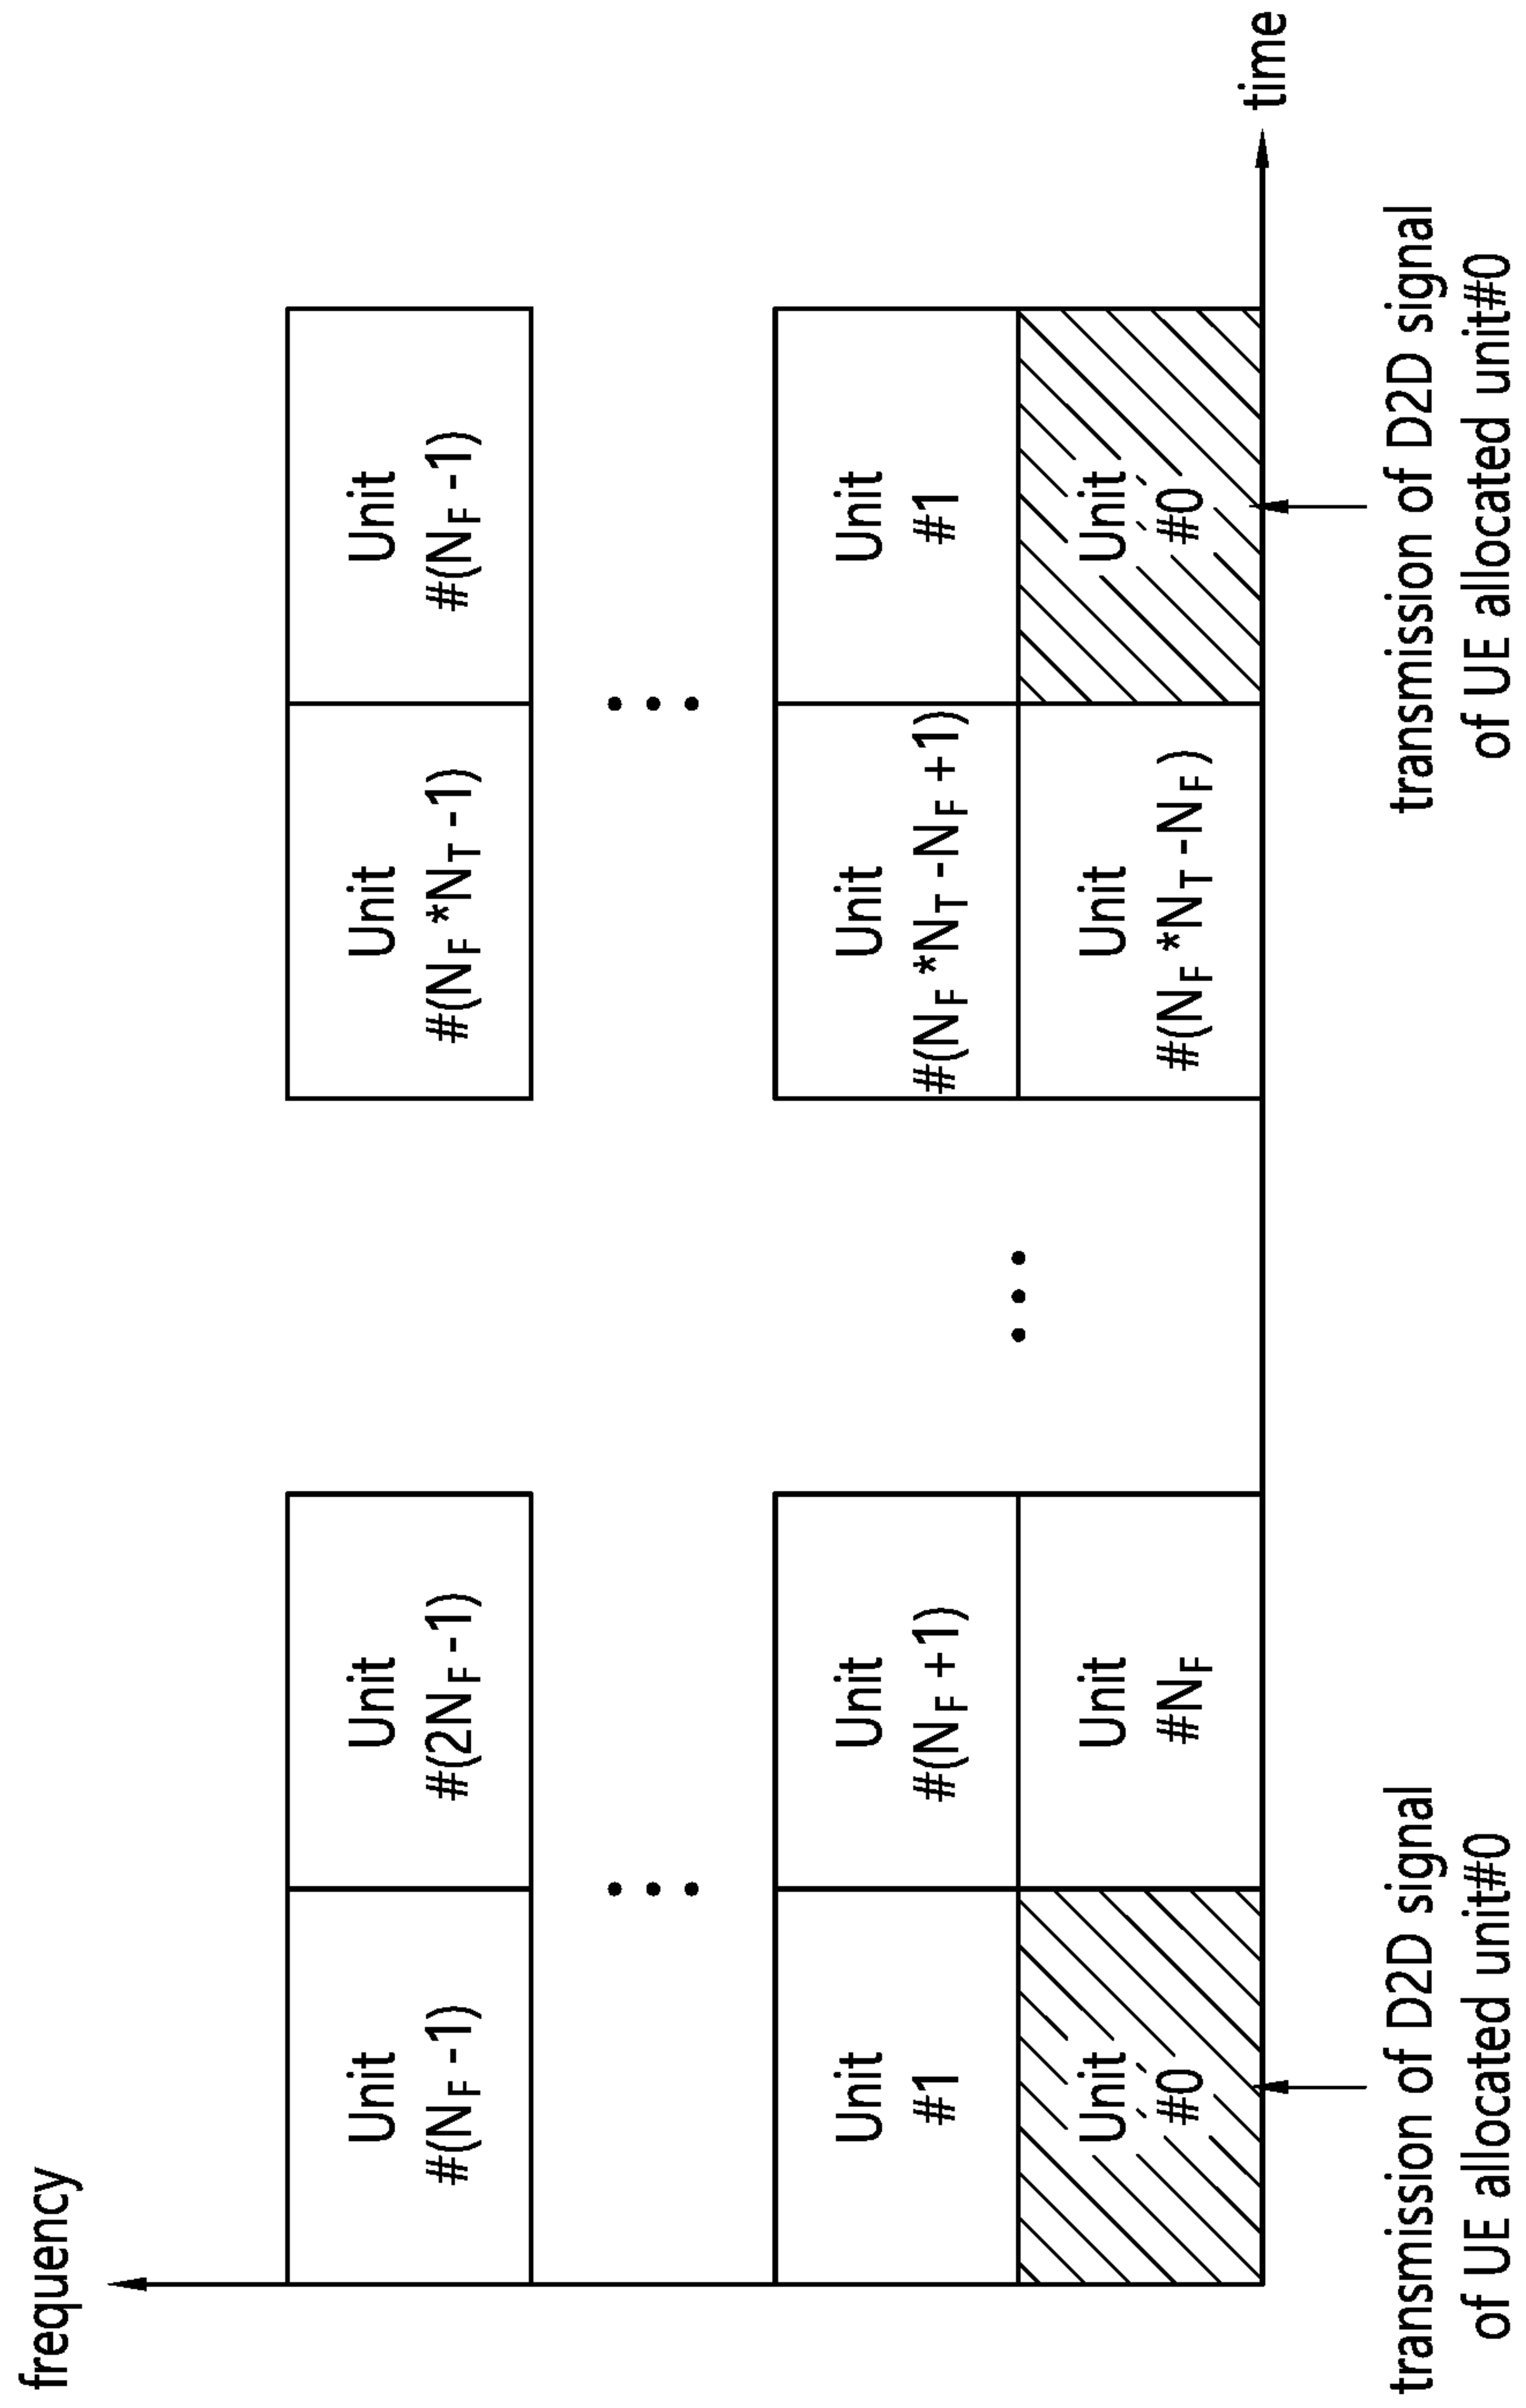 frequency
Unit
#(N_F-1)
Unit
#(2N_F-1)
Unit
#(N_F*N_T-1)
Unit
#(N_F-1)
Unit
#1
Unit
#(N_F+1)
Unit
#(N_F*N_T-N_F+1)
Unit
#1
Unit
#0
Unit
#N_F
Unit
#(N_F*N_T-N_F)
Unit
#0
time
transmission of D2D signal
of UE allocated unit#0
transmission of D2D signal
of UE allocated unit#0